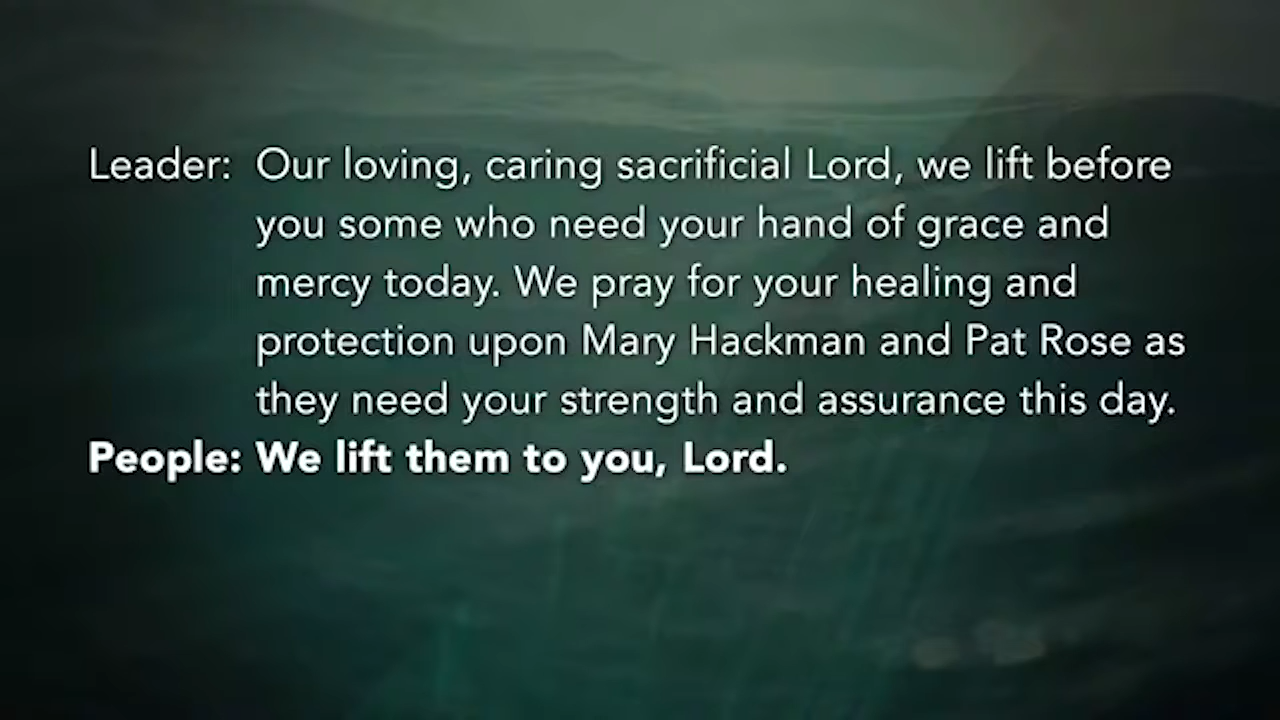 Leader: Our loving, caring sacrificial Lord, we lift before
you some who need your hand of grace and
mercy today. We pray for your healing and
protection upon Mary Hackman and Pat Rose as
they need your strength and assurance this day.
People: We lift them to you, Lord.